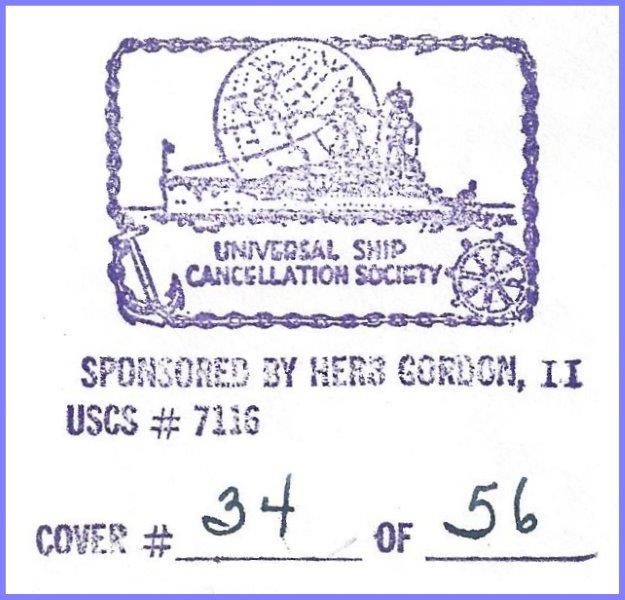 UNIVERSAL SHIP
CANCELLATION SOCIETY
SPONSORED BY HERB GORDON, II
USCS # 7116
COVER # 34 OF 56